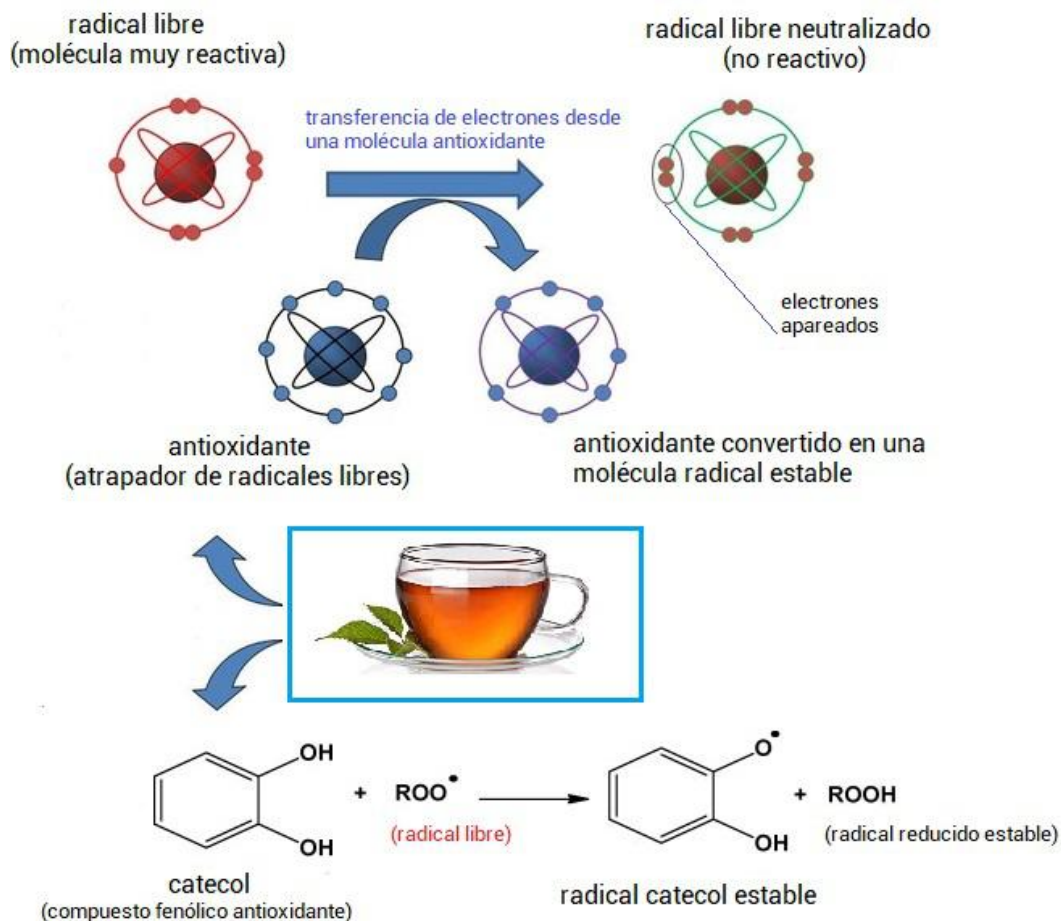 radical libre
(molécula muy reactiva)
radical libre neutralizado
(no reactivo)
transferencia de electrones desde
una molécula antioxidante
electrones
apareados
antioxidante
(atrapador de radicales libres)
antioxidante convertido en una
molécula radical estable
OH
OH
+
ROO•
(radical libre)
O•
OH
+ ROOH
(radical reducido estable)
catecol
(compuesto fenólico antioxidante)
radical catecol estable